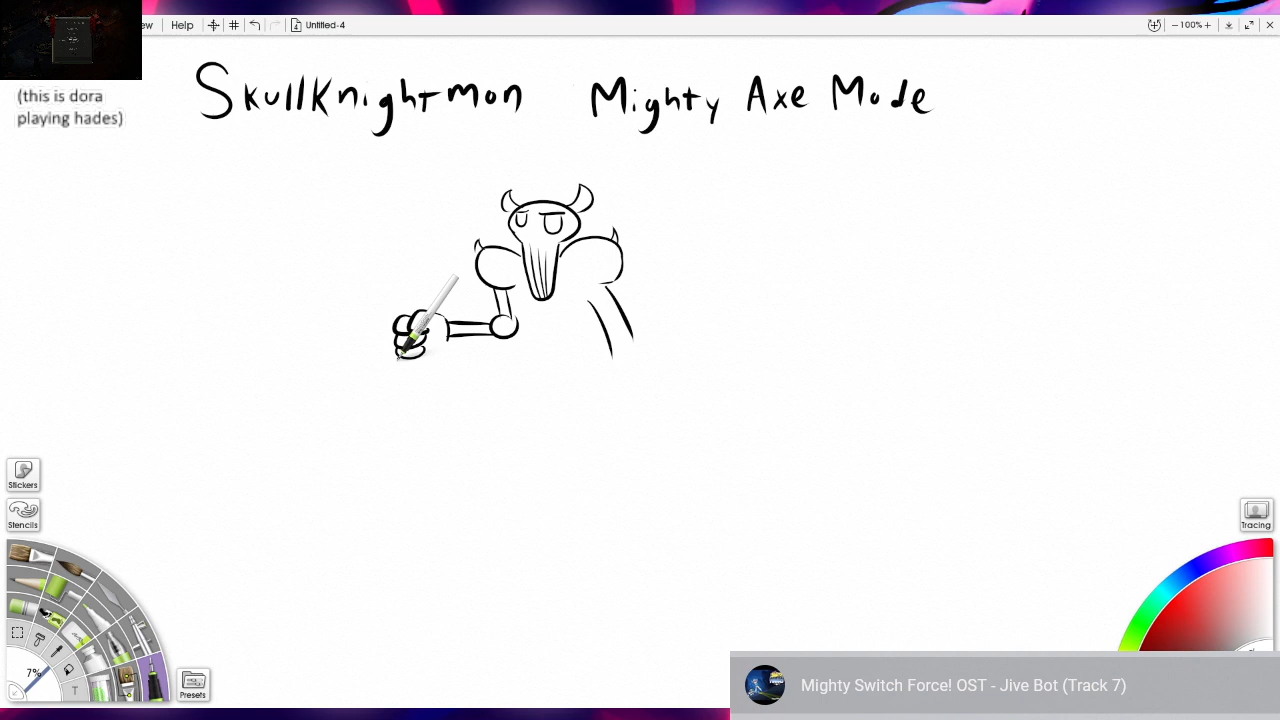 ew Help Untitled-4 100%
(this is dora
playing hades)
SkullKnightmon Mighty Axe Mode
Stickers
Stencils
Tracing
7%
T
Presets
Mighty Switch Force! OST - Jive Bot (Track 7)